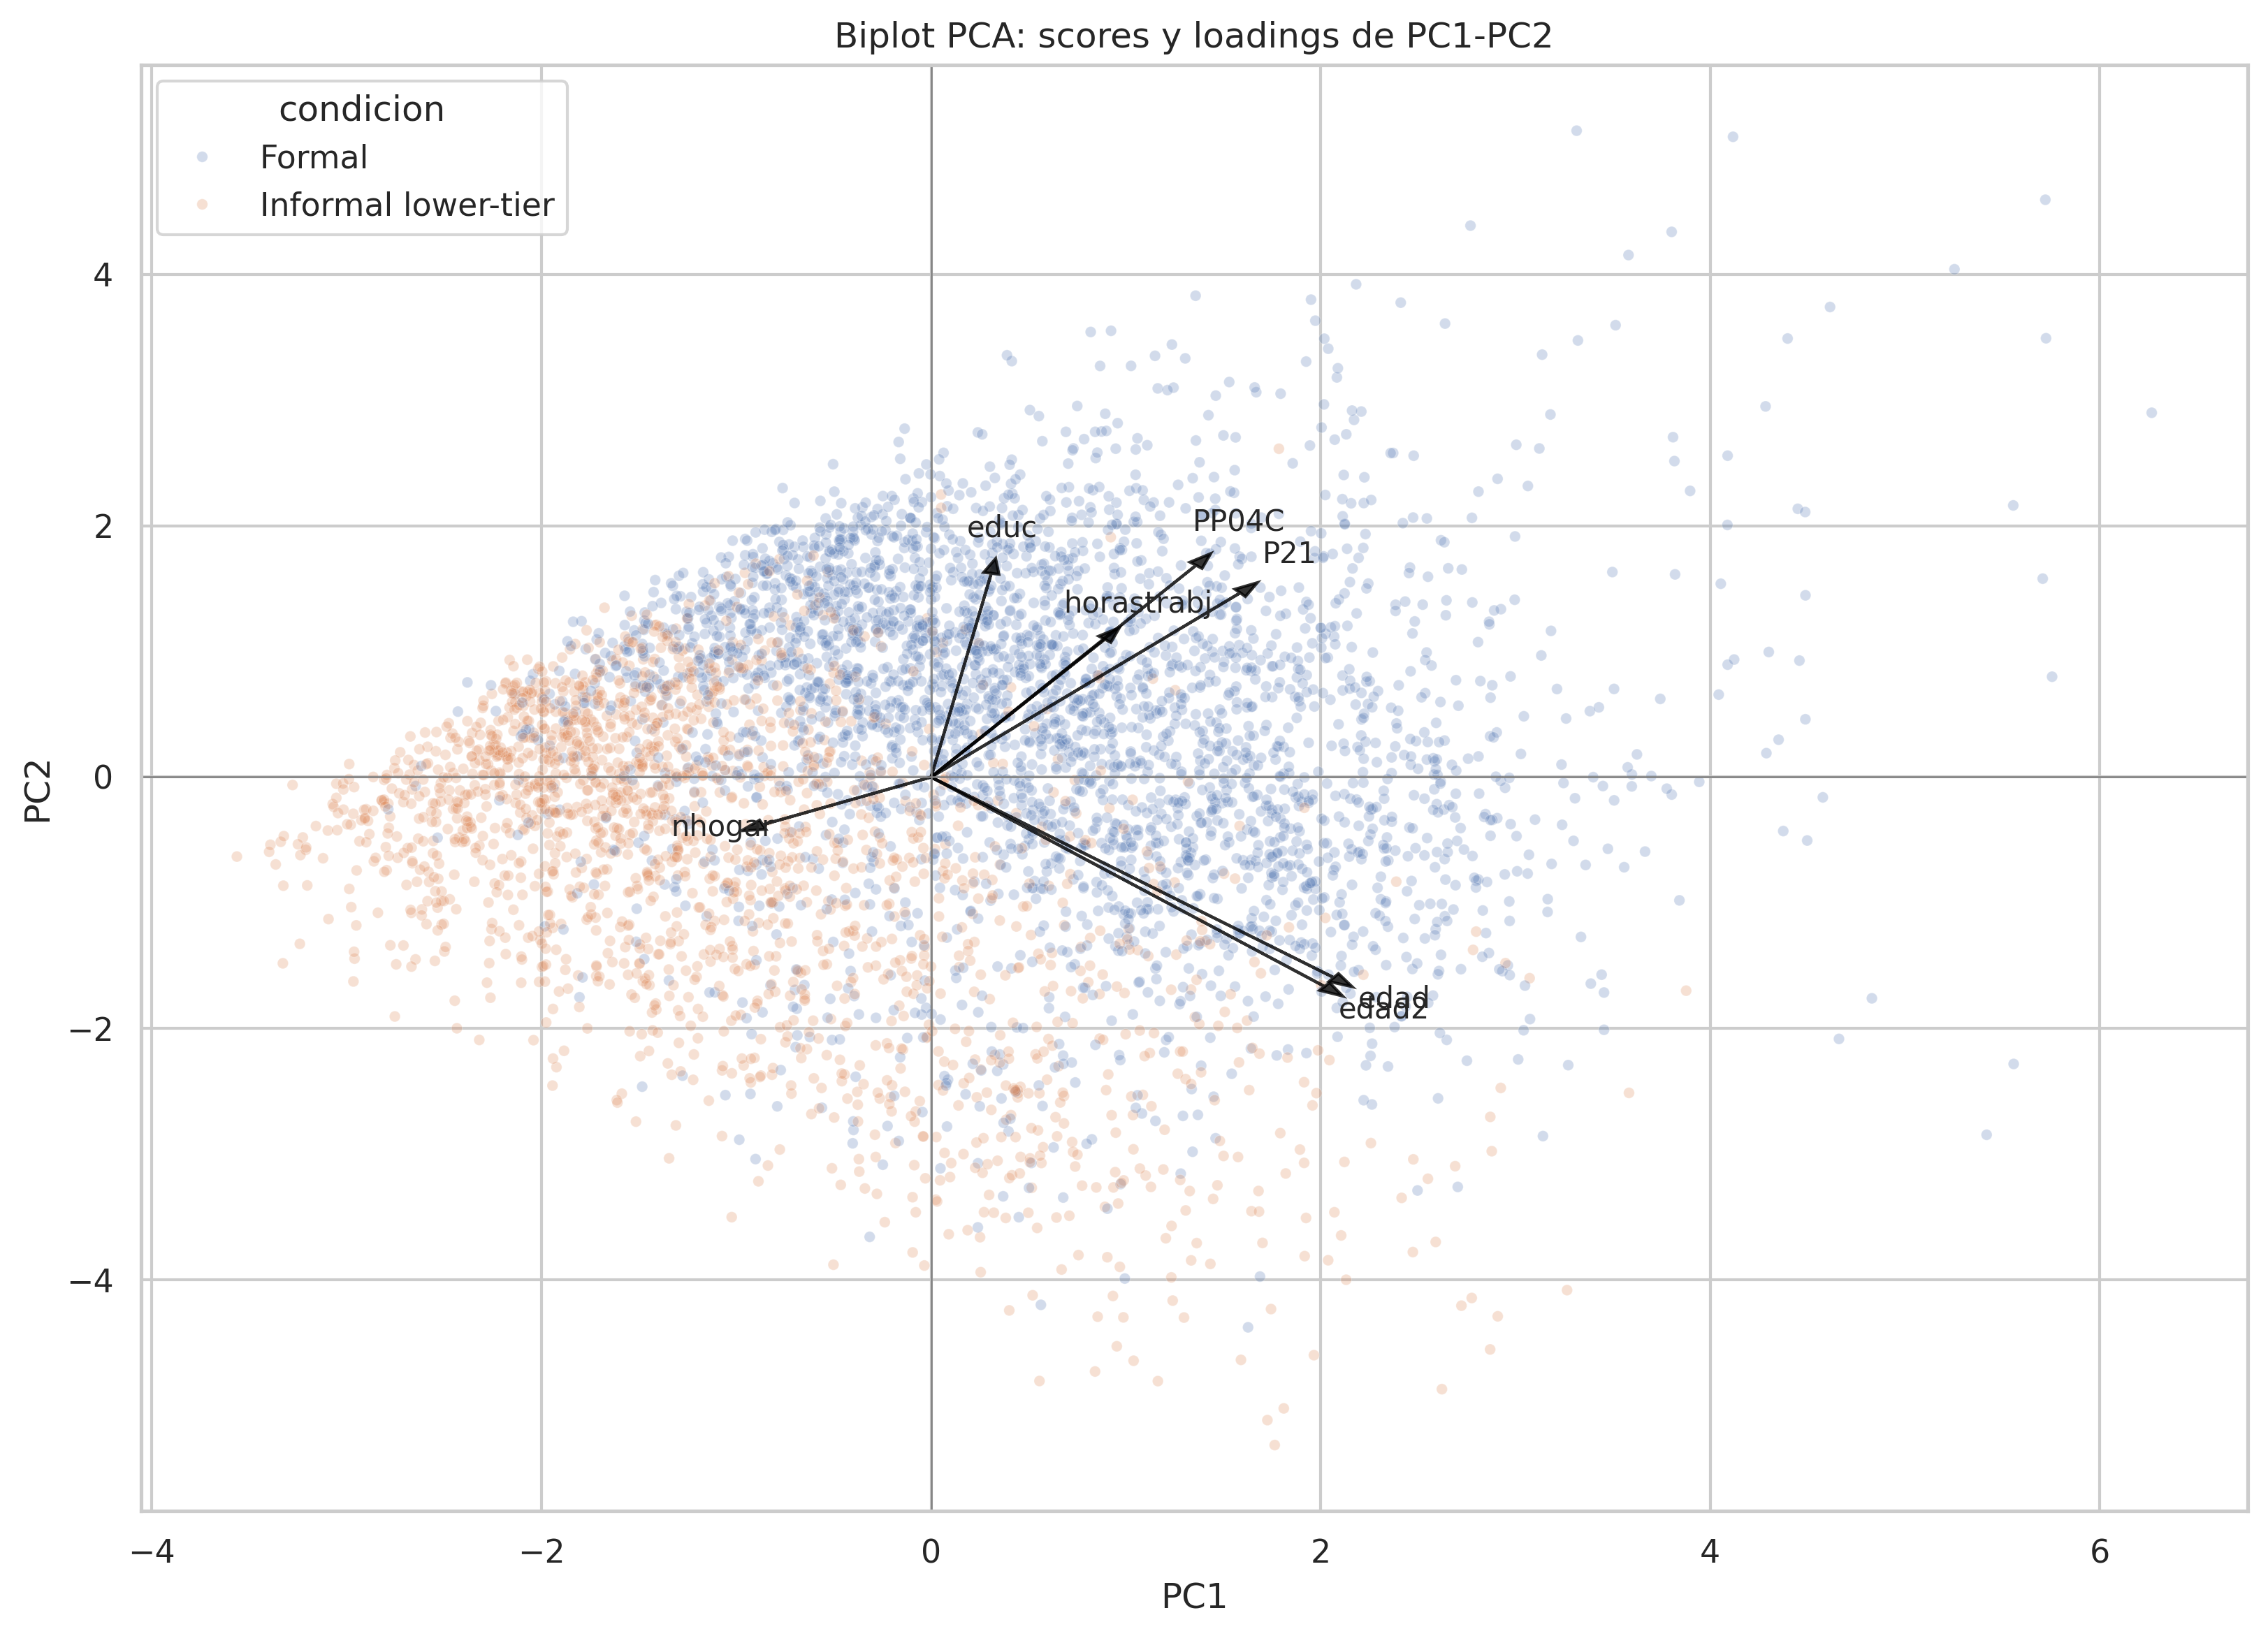 Biplot PCA: scores y loadings de PC1-PC2
condicion
Formal
Informal lower-tier
4
2
0
−2
−4
PC2
educ
PP04C
P21
horastrabj
nhogar
edad
edad2
−4
−2
0
2
4
6
PC1